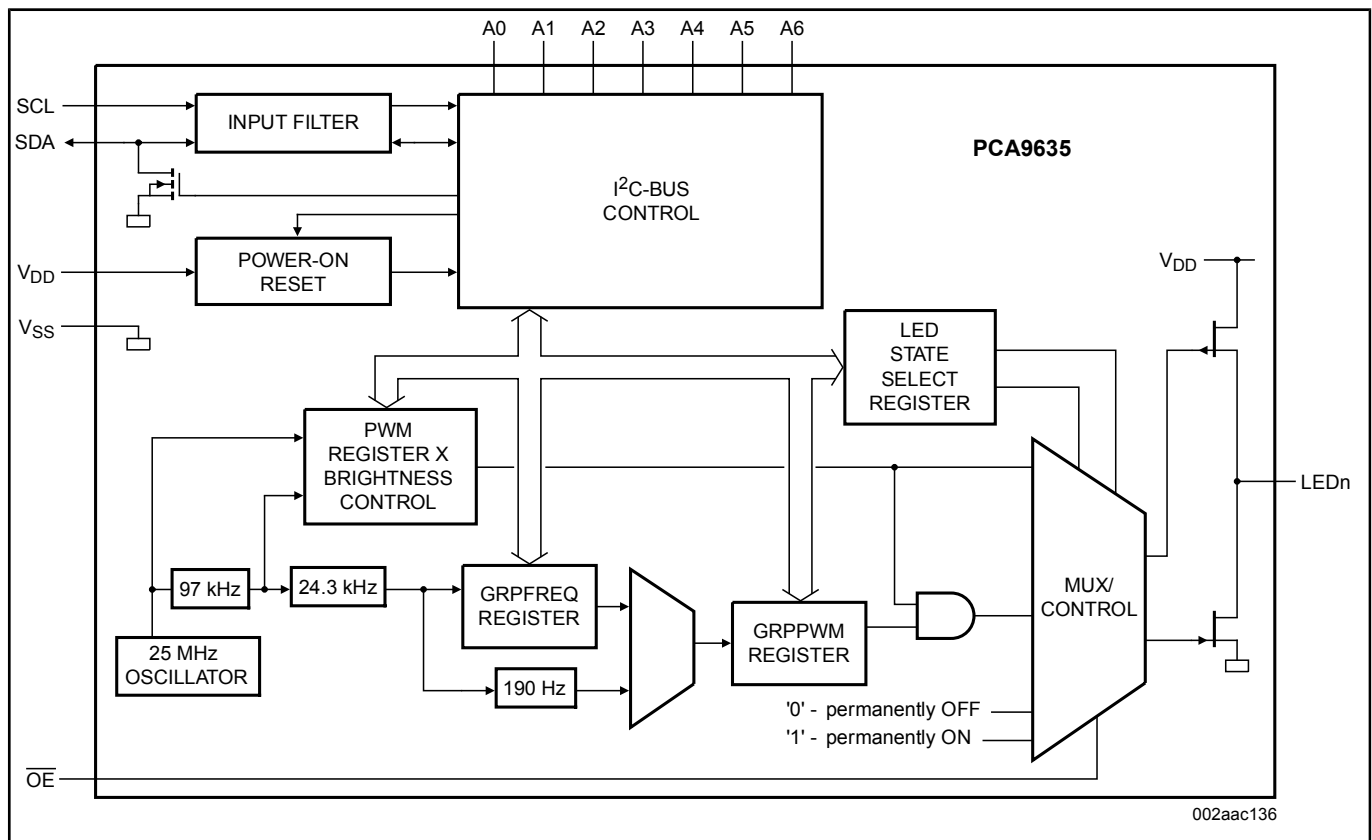 A0 A1 A2 A3 A4 A5 A6
SCL
SDA
INPUT FILTER
PCA9635
I2C-BUS
CONTROL
VDD
POWER-ON
RESET
VSS
VDD
LED
STATE
SELECT
REGISTER
PWM
REGISTER X
BRIGHTNESS
CONTROL
LEDn
97 kHz
24.3 kHz
GRPFREQ
REGISTER
MUX/
CONTROL
GRPPWM
REGISTER
25 MHz
OSCILLATOR
190 Hz
'0' - permanently OFF
'1' - permanently ON
OE
002aac136